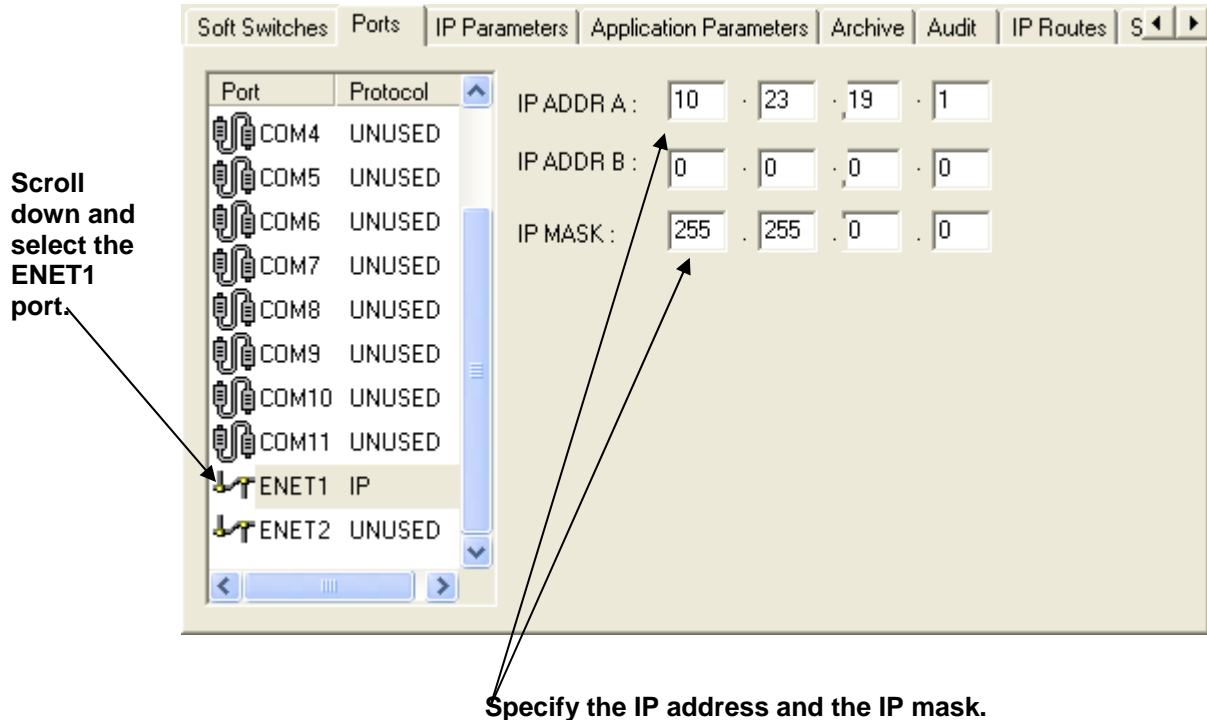 Soft Switches Ports IP Parameters Application Parameters Archive Audit IP Routes S
Port Protocol
COM4 UNUSED
COM5 UNUSED
COM6 UNUSED
COM7 UNUSED
COM8 UNUSED
COM9 UNUSED
COM10 UNUSED
COM11 UNUSED
ENET1 IP
ENET2 UNUSED
IP ADDR A : 10 . 23 . 19 . 1
IP ADDR B : 0 . 0 . 0 . 0
IP MASK : 255 . 255 . 0 . 0
Scroll
down and
select the
ENET1
port.
Specify the IP address and the IP mask.